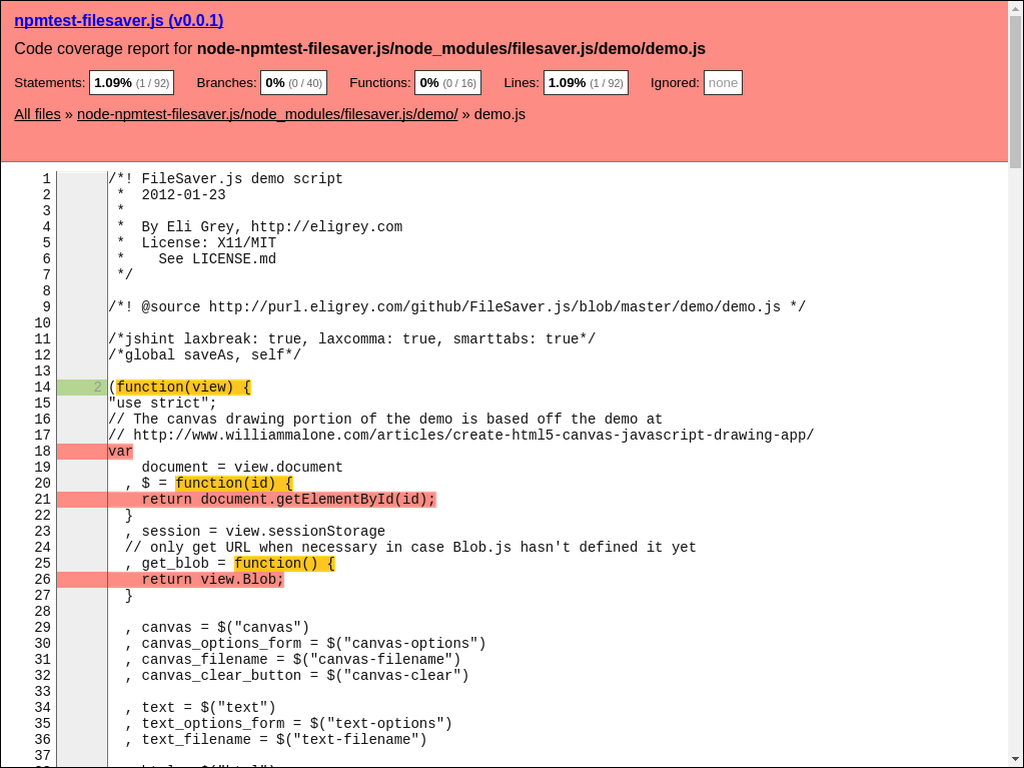 npmtest-filesaver.js (v0.0.1)
Code coverage report for node-npmtest-filesaver.js/node_modules/filesaver.js/demo/demo.js
Statements: 1.09% (1 / 92) Branches: 0% (0 / 40) Functions: 0% (0 / 16) Lines: 1.09% (1 / 92) Ignored: none
All files » node-npmtest-filesaver.js/node_modules/filesaver.js/demo/ » demo.js
1 /*! FileSaver.js demo script
2  *  2012-01-23
3  *
4  *  By Eli Grey, http://eligrey.com
5  *  License: X11/MIT
6  *    See LICENSE.md
7  */
8
9 /*! @source http://purl.eligrey.com/github/FileSaver.js/blob/master/demo/demo.js */
10
11 /*jshint laxbreak: true, laxcomma: true, smarttabs: true*/
12 /*global saveAs, self*/
13
14 2 (function(view) {
15 "use strict";
16 // The canvas drawing portion of the demo is based off the demo at
17 // http://www.williammalone.com/articles/create-html5-canvas-javascript-drawing-app/
18 var
19     document = view.document
20   , $ = function(id) {
21     return document.getElementById(id);
22   }
23   , session = view.sessionStorage
24   // only get URL when necessary in case Blob.js hasn't defined it yet
25   , get_blob = function() {
26     return view.Blob;
27   }
28
29   , canvas = $("canvas")
30   , canvas_options_form = $("canvas-options")
31   , canvas_filename = $("canvas-filename")
32   , canvas_clear_button = $("canvas-clear")
33
34   , text = $("text")
35   , text_options_form = $("text-options")
36   , text_filename = $("text-filename")
37